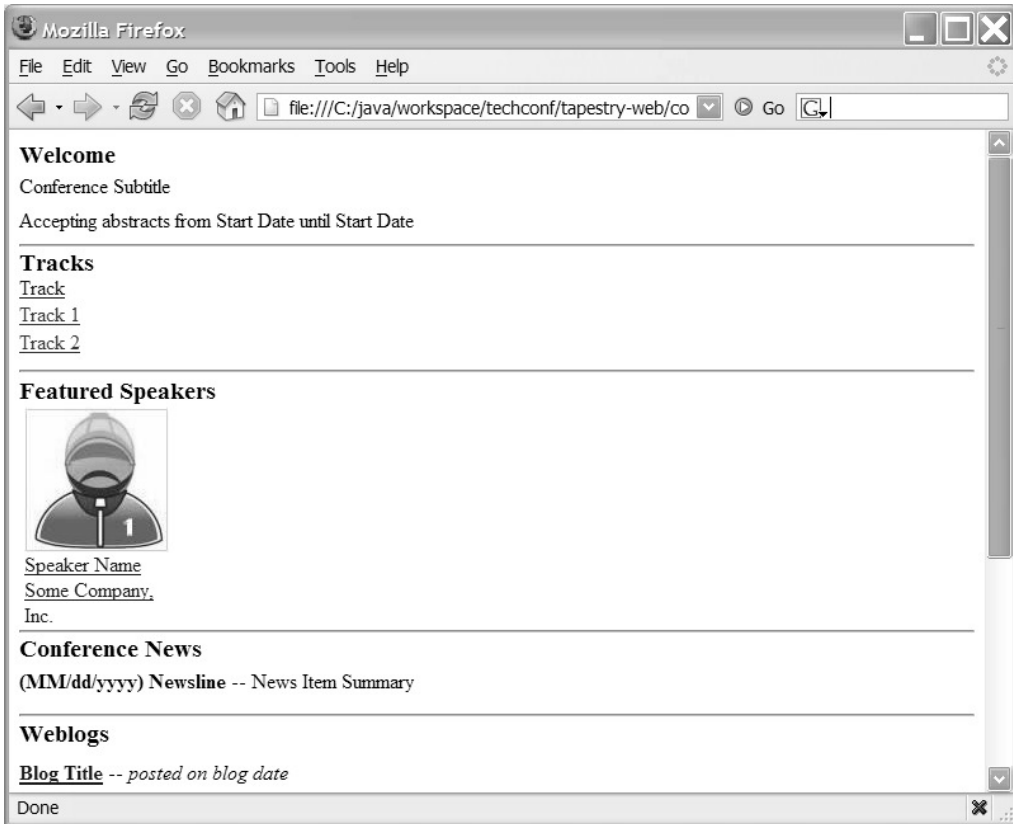 Mozilla Firefox
File Edit View Go Bookmarks Tools Help
file:///C:/java/workspace/techconf/tapestry-web/co Go G
Welcome
Conference Subtitle
Accepting abstracts from Start Date until Start Date
Tracks
Track
Track 1
Track 2
Featured Speakers
1
Speaker Name
Some Company,
Inc.
Conference News
(MM/dd/yyyy) Newsline -- News Item Summary
Weblogs
Blog Title -- posted on blog date
Done